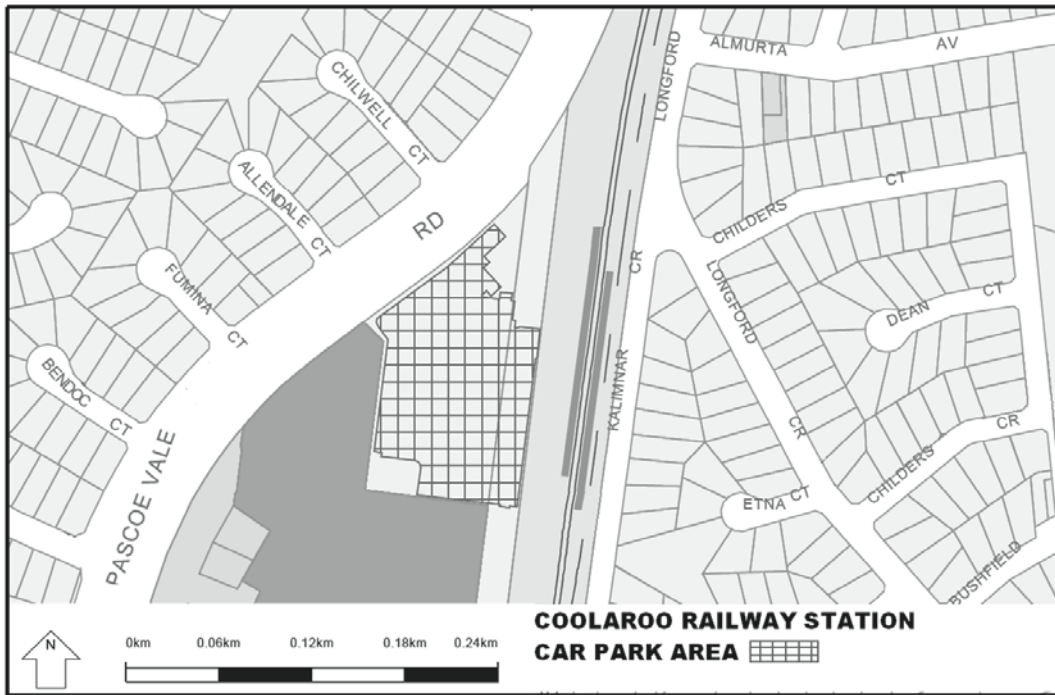 ALMURTA AV
LONGFORD
CHILWELL CT
CHILDERS CT
ALLENDALE CT
RD
CR
LONGFORD CR
FUMINA CT
DEAN CT
BENDOC CT
KALIMNAR
CHILDERS CR
ETNA CT
PASCOE VALE
BUSHFIELD
N
0km 0.06km 0.12km 0.18km 0.24km
COOLAROO RAILWAY STATION
CAR PARK AREA